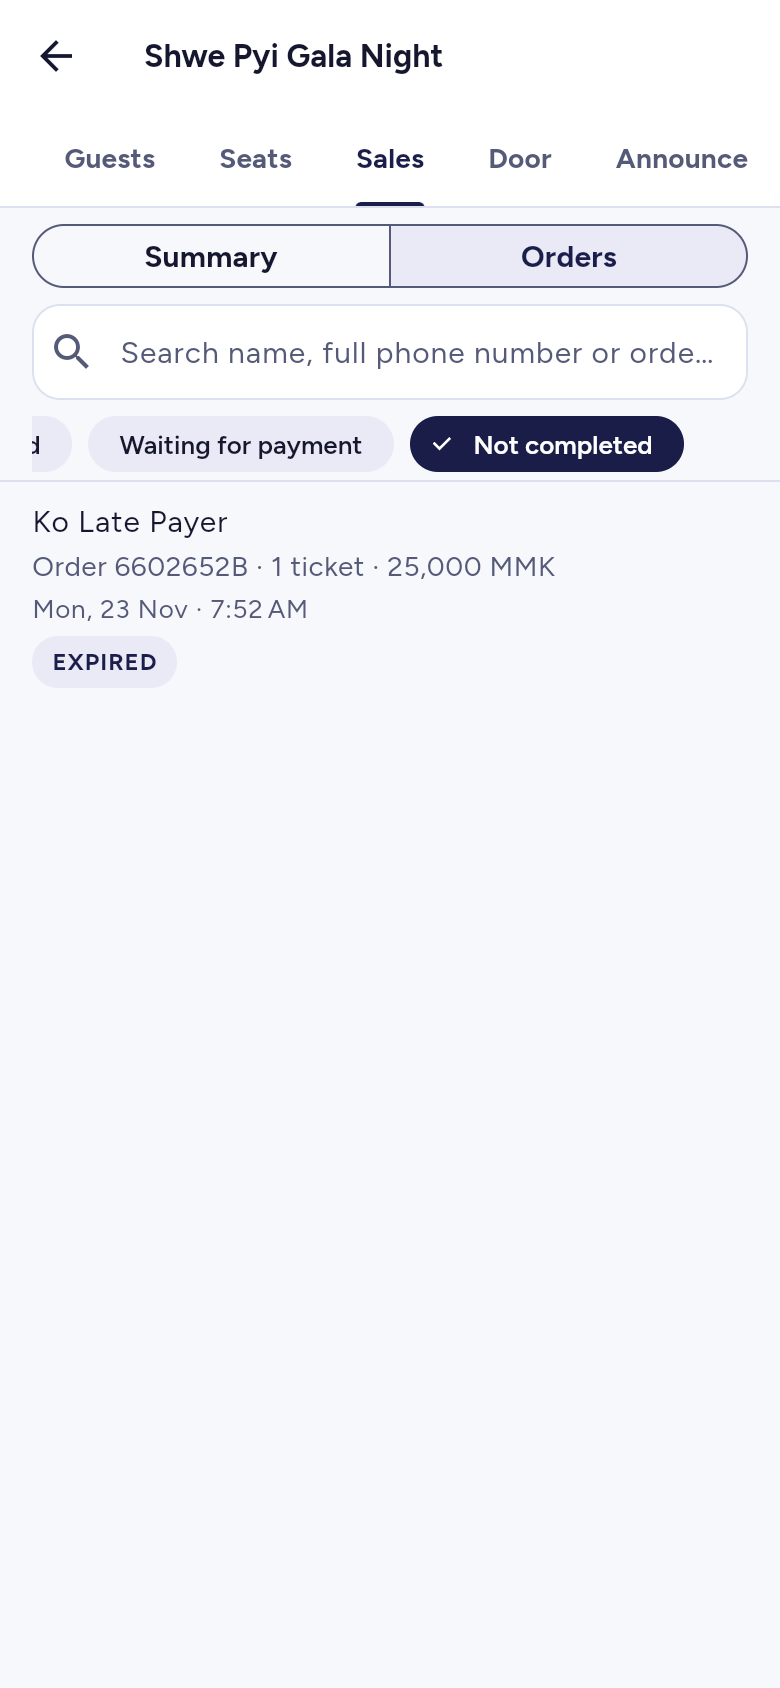 Shwe Pyi Gala Night
Guests Seats Sales Door Announce
Summary Orders
Search name, full phone number or orde...
d Waiting for payment Not completed
Ko Late Payer
Order 6602652B · 1 ticket · 25,000 MMK
Mon, 23 Nov · 7:52 AM
EXPIRED